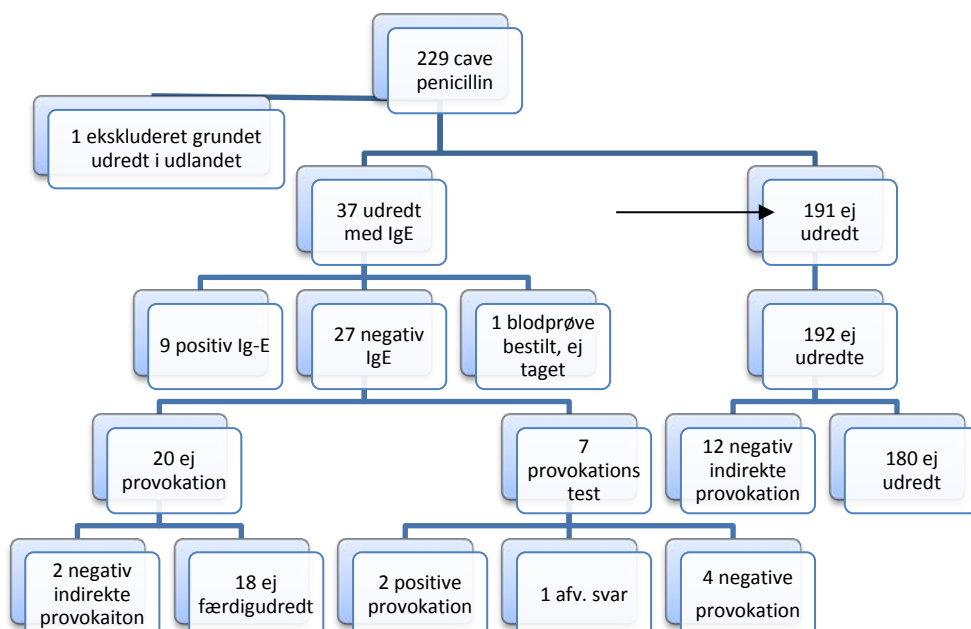 229 cave
penicillin
1 ekskluderet grundet
udredt i udlandet
37 udredt
med IgE
191 ej
udredt
9 positiv Ig-E
27 negativ
IgE
1 blodprøve
bestilt, ej
taget
192 ej
udredte
20 ej
provokation
7
provokations
test
12 negativ
indirekte
provokation
180 ej
udredt
2 negativ
indirekte
provokaiton
18 ej
færdigudredt
2 positive
provokation
1 afv. svar
4 negative
provokation